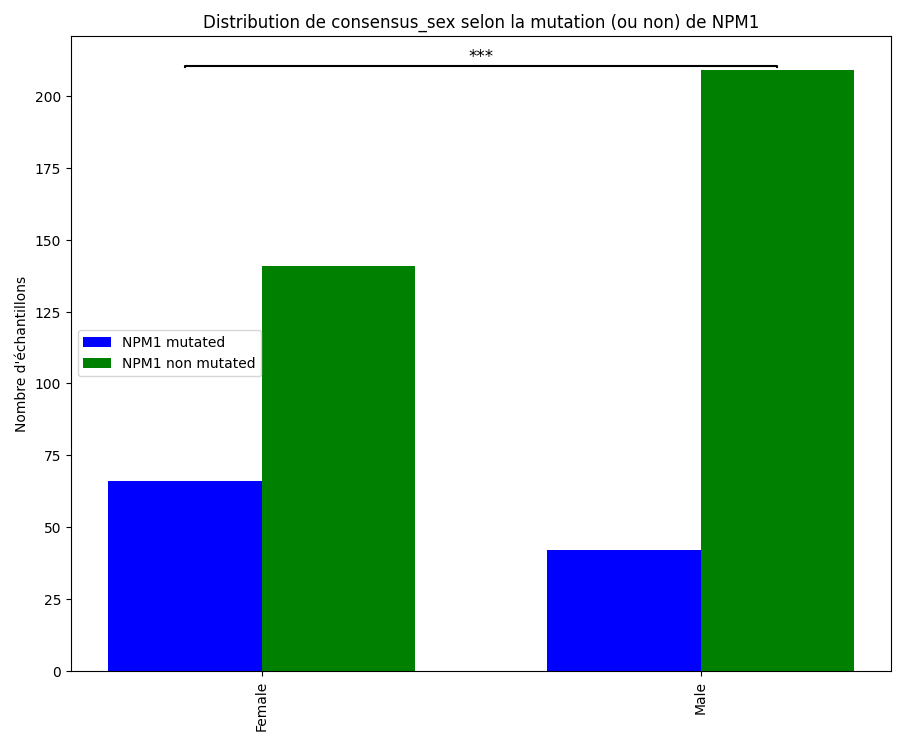 Distribution de consensus_sex selon la mutation (ou non) de NPM1
***
200
175
150
125
100
75
50
25
0
Nombre d'échantillons
NPM1 mutated
NPM1 non mutated
Female
Male